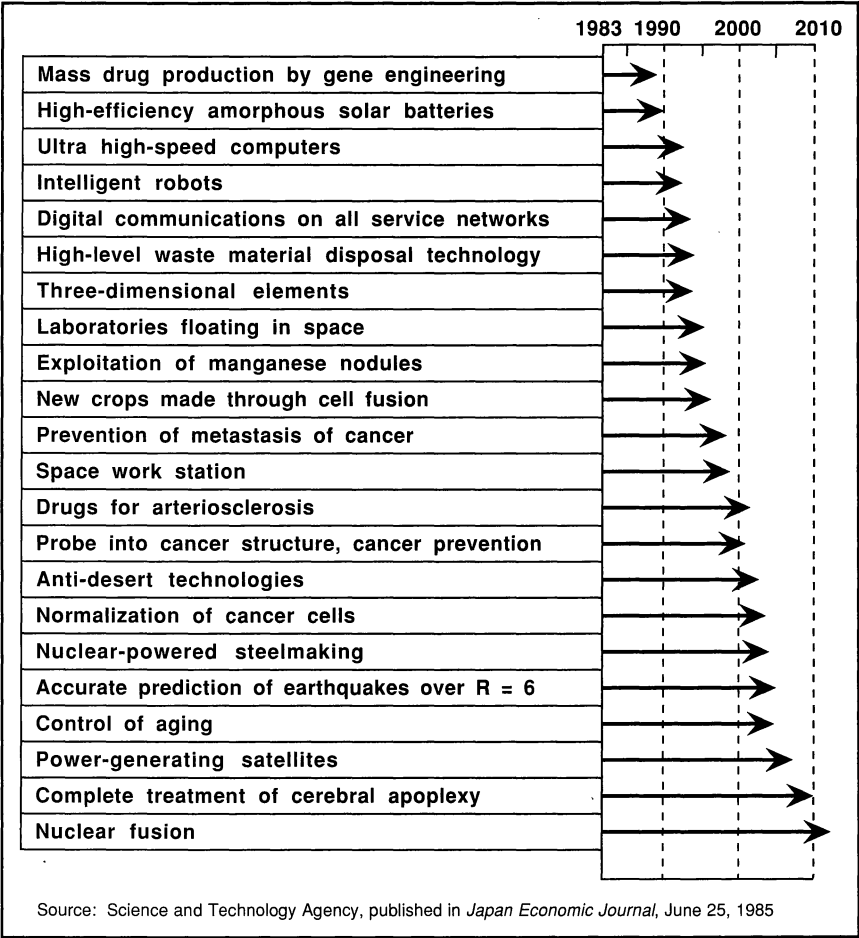 1983 1990 2000 2010
Mass drug production by gene engineering
High-efficiency amorphous solar batteries
Ultra high-speed computers
Intelligent robots
Digital communications on all service networks
High-level waste material disposal technology
Three-dimensional elements
Laboratories floating in space
Exploitation of manganese nodules
New crops made through cell fusion
Prevention of metastasis of cancer
Space work station
Drugs for arteriosclerosis
Probe into cancer structure, cancer prevention
Anti-desert technologies
Normalization of cancer cells
Nuclear-powered steelmaking
Accurate prediction of earthquakes over R = 6
Control of aging
Power-generating satellites
Complete treatment of cerebral apoplexy
Nuclear fusion
Source: Science and Technology Agency, published in Japan Economic Journal, June 25, 1985